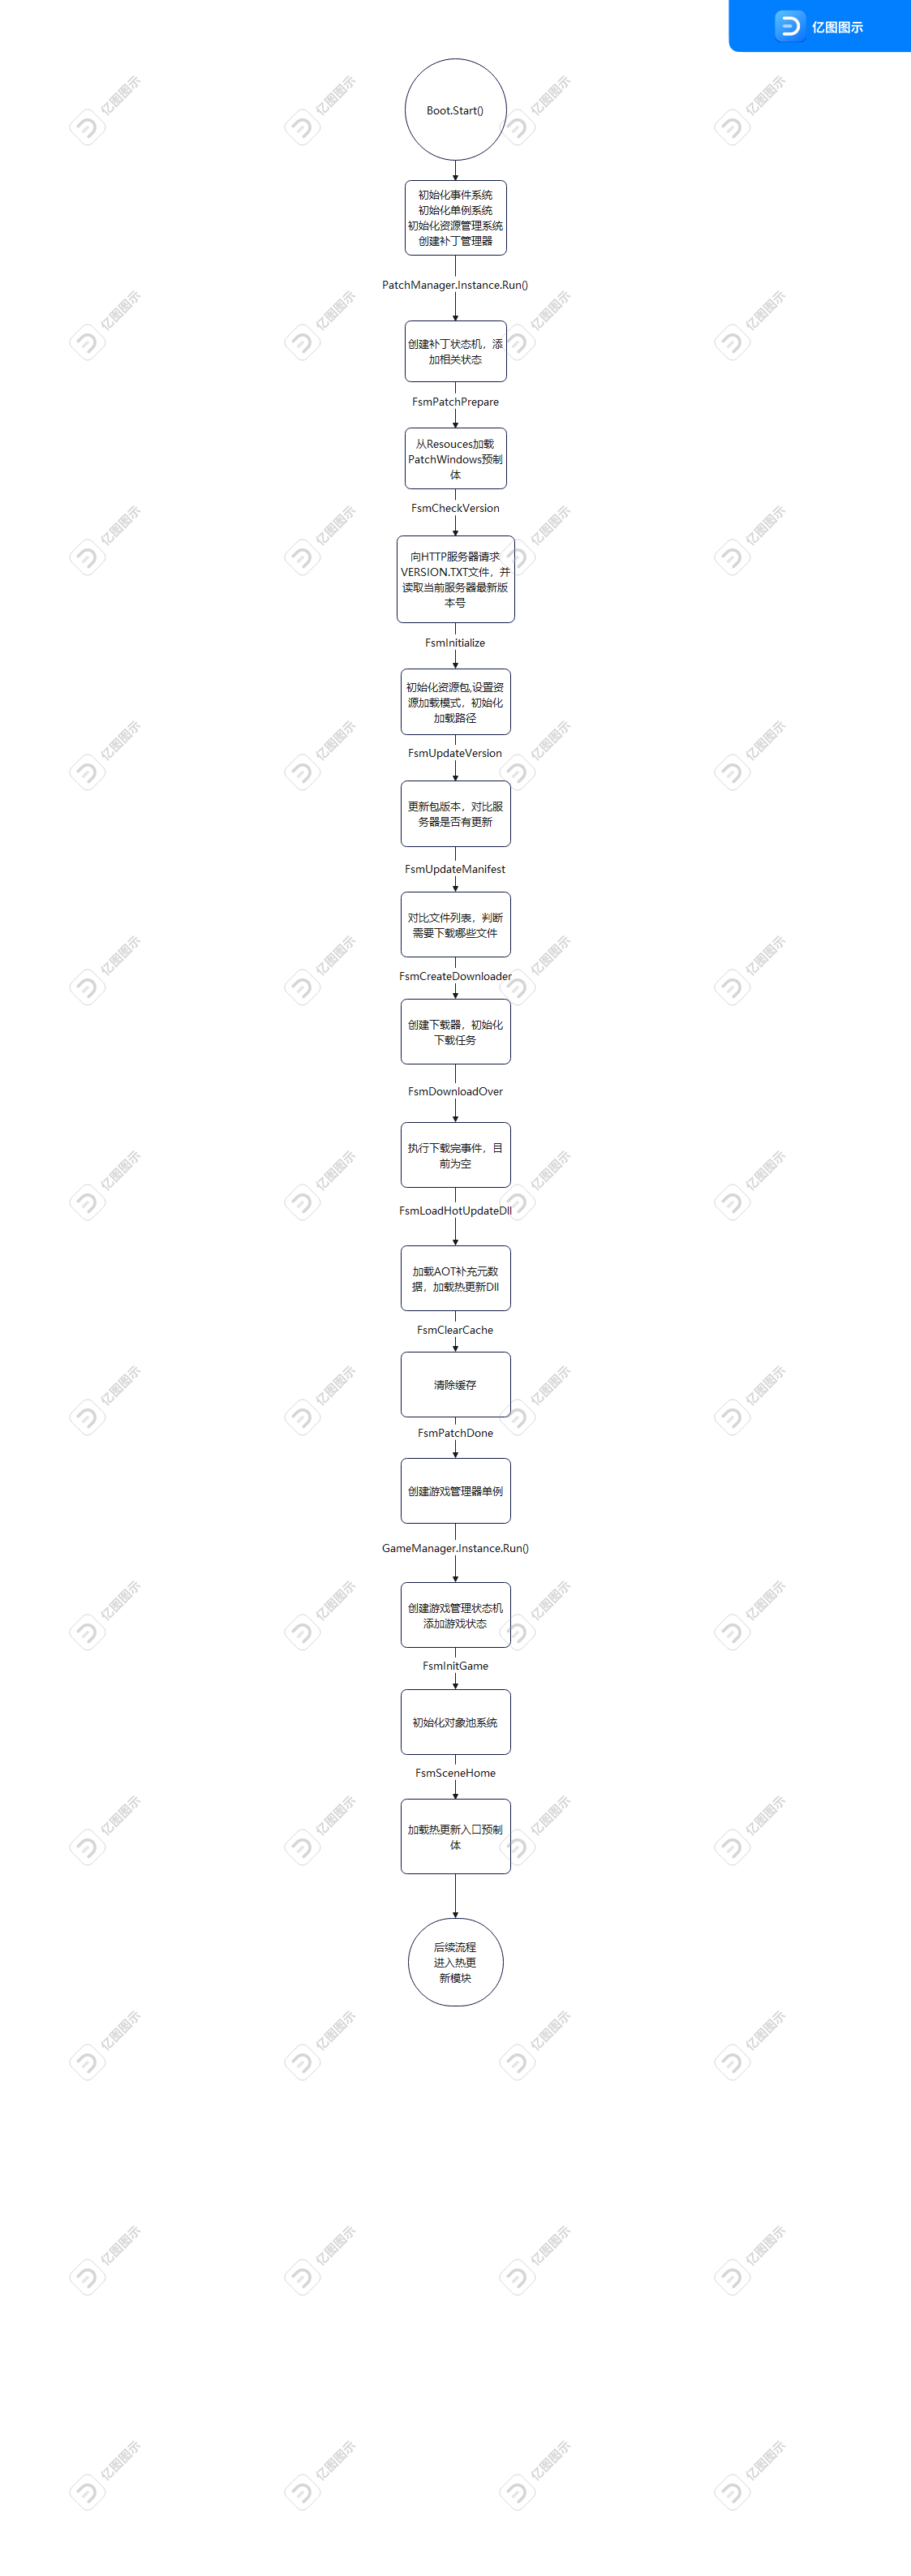 亿图图示
Boot.Start()
初始化事件系统
初始化单例系统
初始化资源管理系统
创建补丁管理器
PatchManager.Instance.Run()
创建补丁状态机，添
加相关状态
FsmPatchPrepare
从Resouces加载
PatchWindows预制
体
FsmCheckVersion
向HTTP服务器请求
VERSION.TXT文件，并
读取当前服务器最新版
本号
FsmInitialize
初始化资源包,设置资
源加载模式，初始化
加载路径
FsmUpdateVersion
更新包版本，对比服
务器是否有更新
FsmUpdateManifest
对比文件列表，判断
需要下载哪些文件
FsmCreateDownloader
创建下载器，初始化
下载任务
FsmDownloadOver
执行下载完事件，目
前为空
FsmLoadHotUpdateDll
加载AOT补充元数
据，加载热更新Dll
FsmClearCache
清除缓存
FsmPatchDone
创建游戏管理器单例
GameManager.Instance.Run()
创建游戏管理状态机
添加游戏状态
FsmInitGame
初始化对象池系统
FsmSceneHome
加载热更新入口预制
体
后续流程
进入热更
新模块